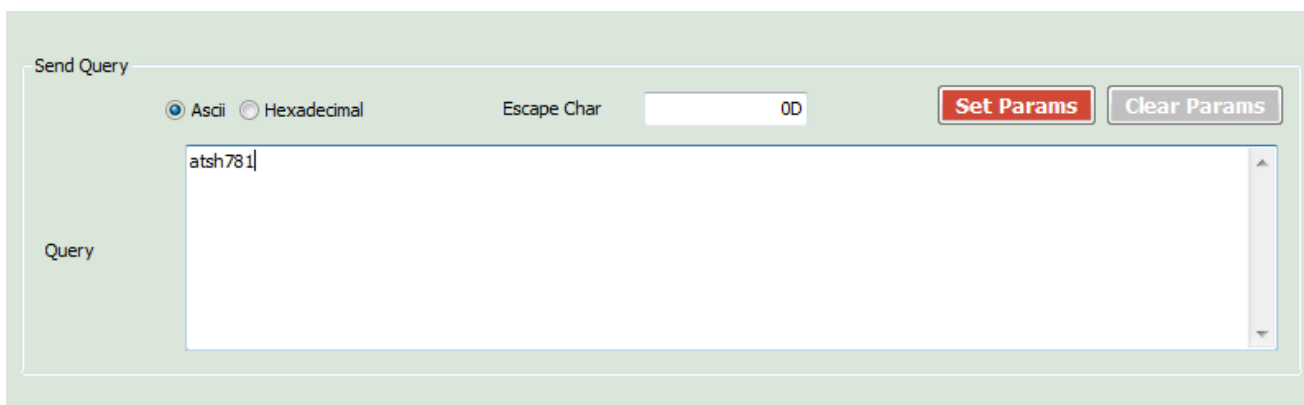 Send Query
Ascii Hexadecimal Escape Char 0D Set Params Clear Params
atsh781
Query